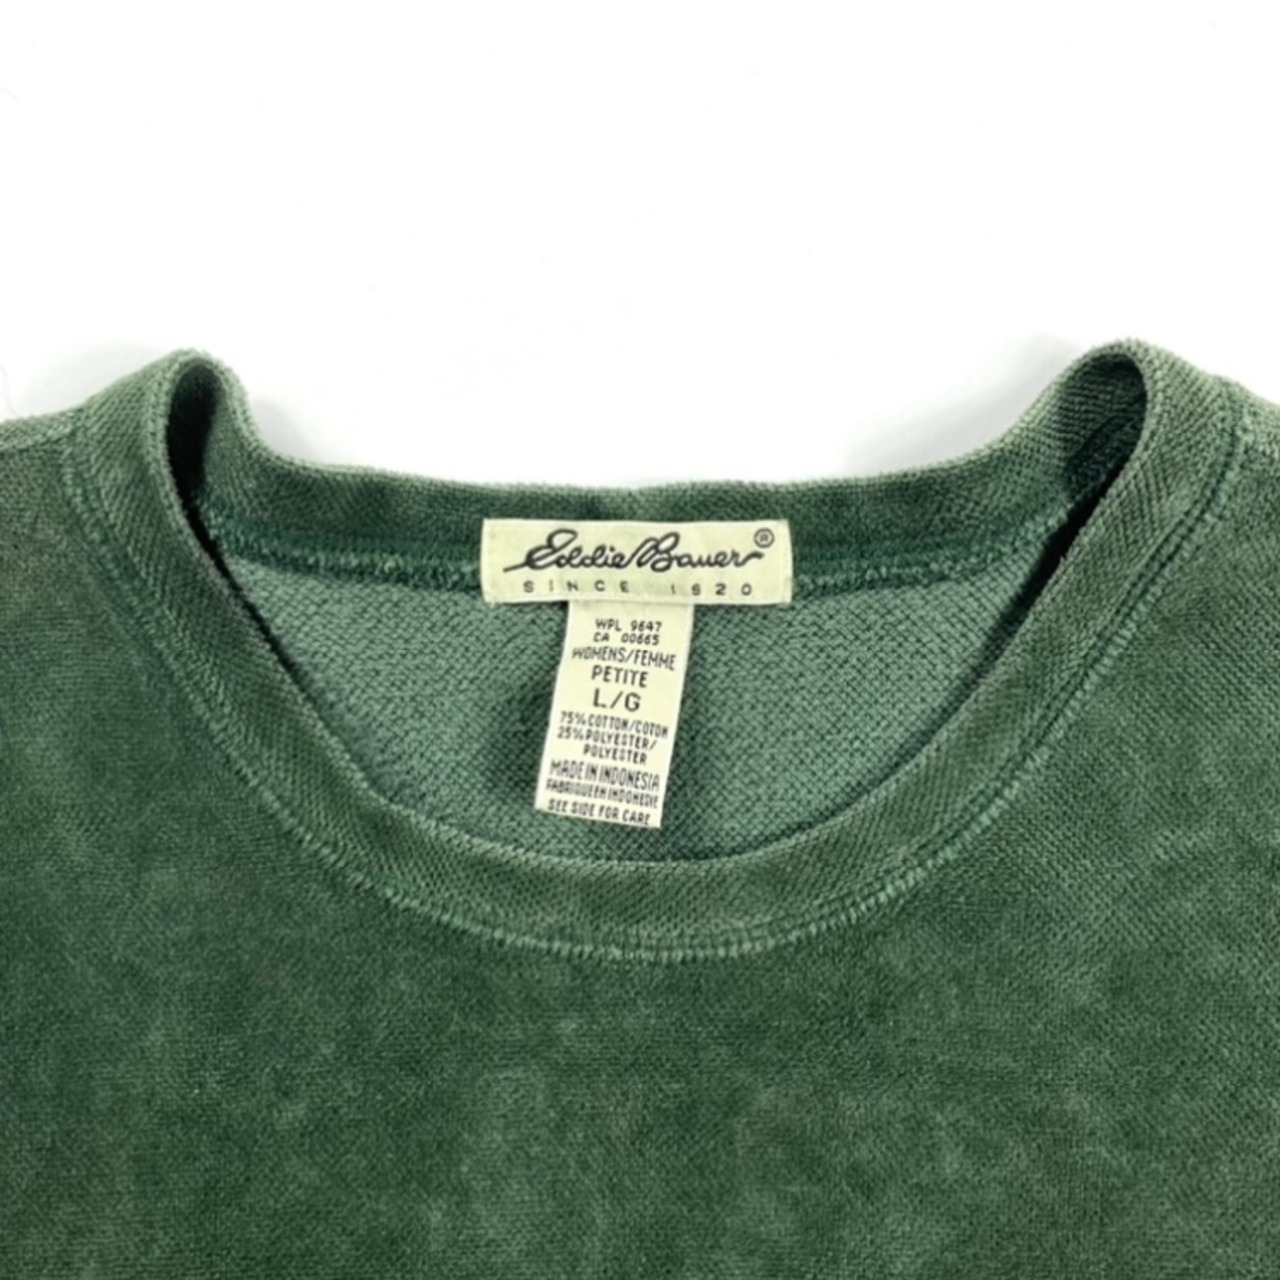 Eddie Bauer®
SINCE 1920
WPL 9647
CA 00665
WOMENS/FEMME
PETITE
L/G
75% COTTON/COTON
25% POLYESTER/
POLYESTER
MADE IN INDONESIA
FABRIQUE EN INDONESIE
SEE SIDE FOR CARE